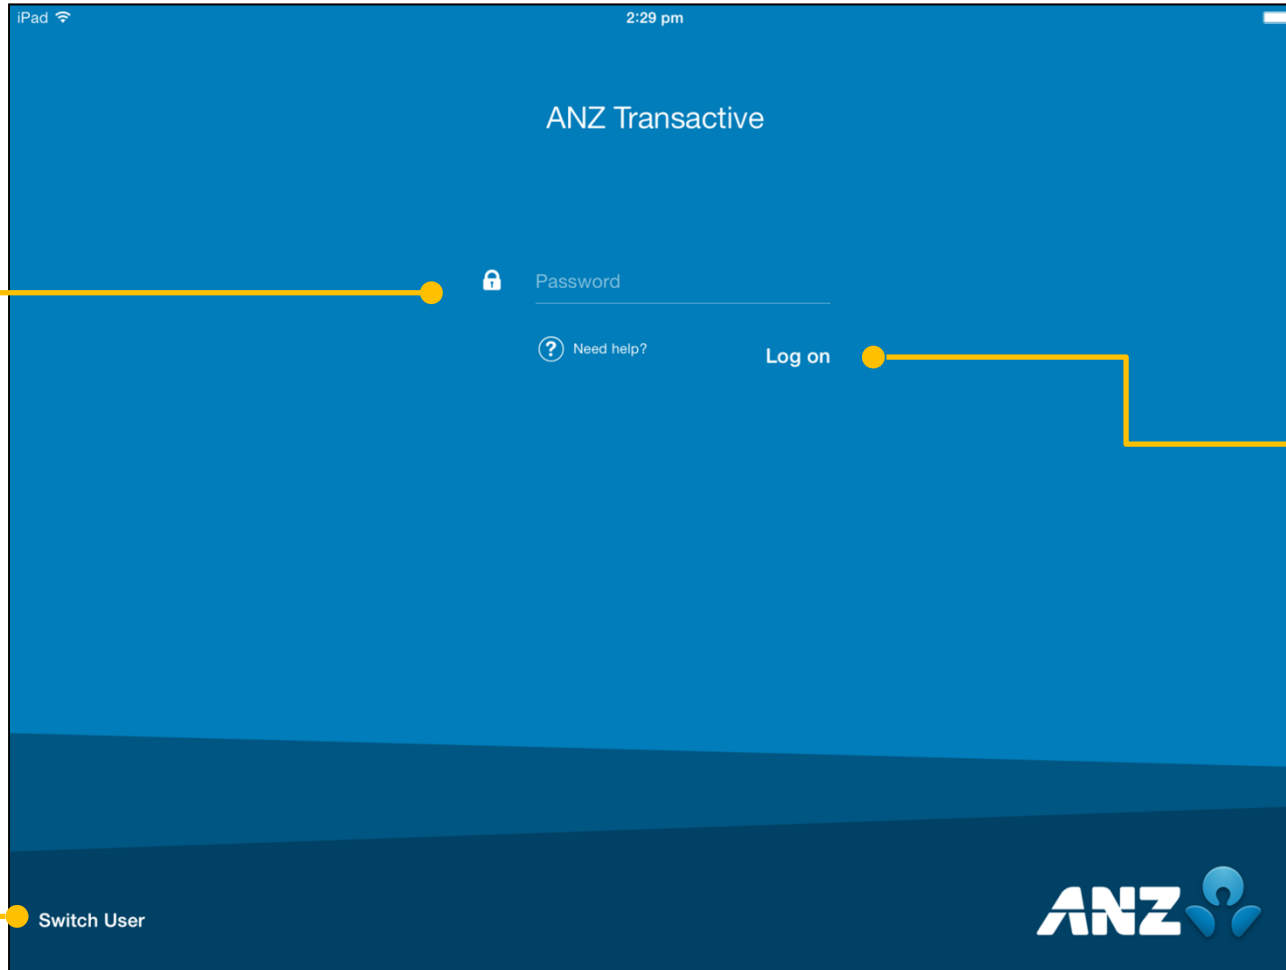 iPad
2:29 pm
ANZ Transactive
Password
? Need help?
Log on
Switch User
ANZ